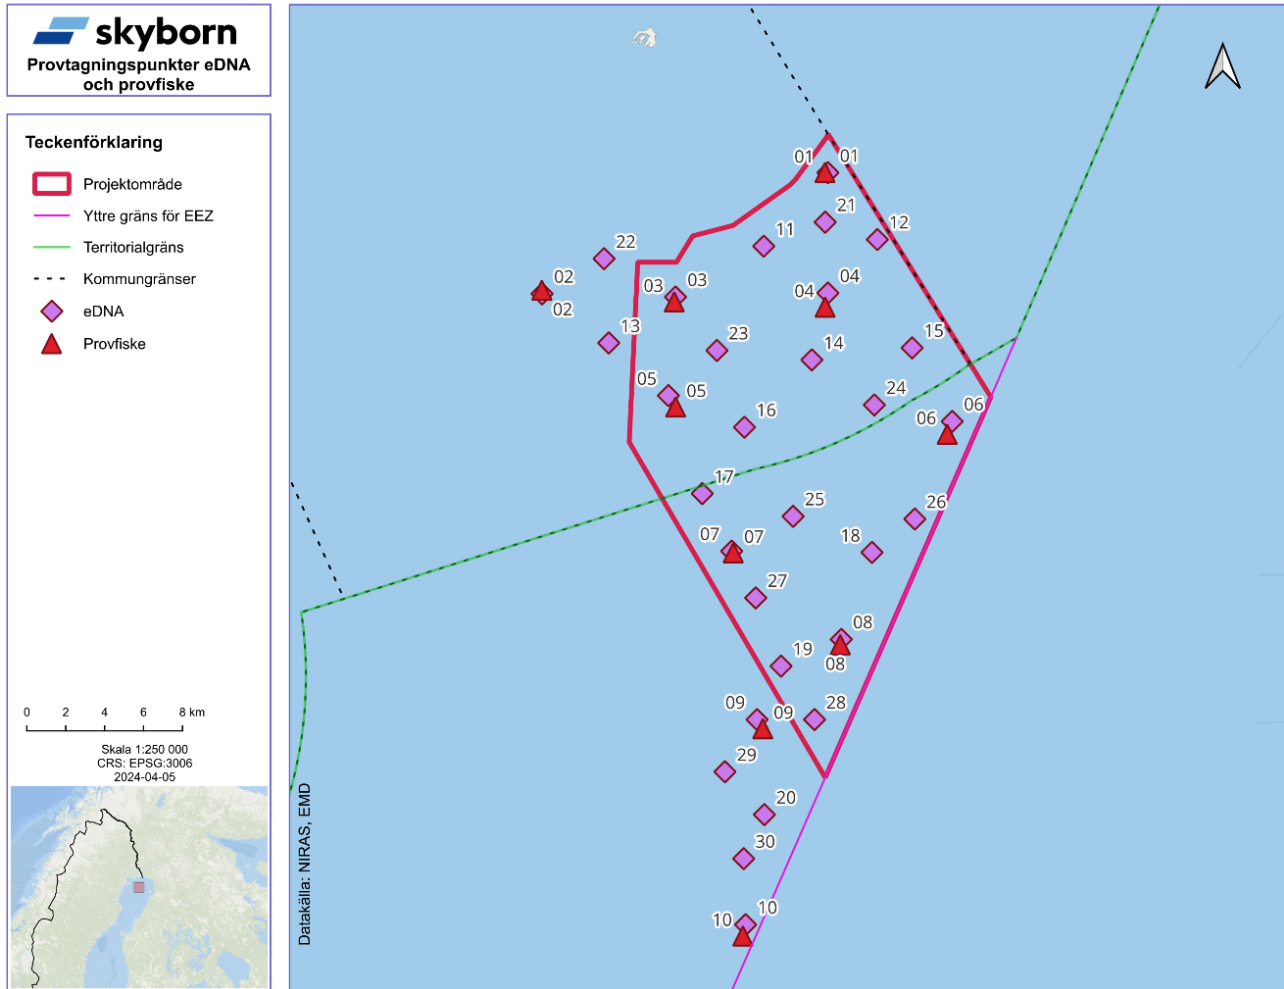 skyborn
Provtagningspunkter eDNA
och provfiske
Teckenförklaring
Projektområde
Yttre gräns för EEZ
Territorialgräns
Kommungränser
eDNA
Provfiske
0 2 4 6 8 km
Skala 1:250 000
CRS: EPSG:3006
2024-04-05
Datakälla: NIRAS, EMD
01 01
21
12
11
22
02
02
03 03
04
04
13
23
14
15
05
05
16
24
06
06
17
25
26
07 07
18
27
08
08
19
09
09
28
29
20
30
10
10